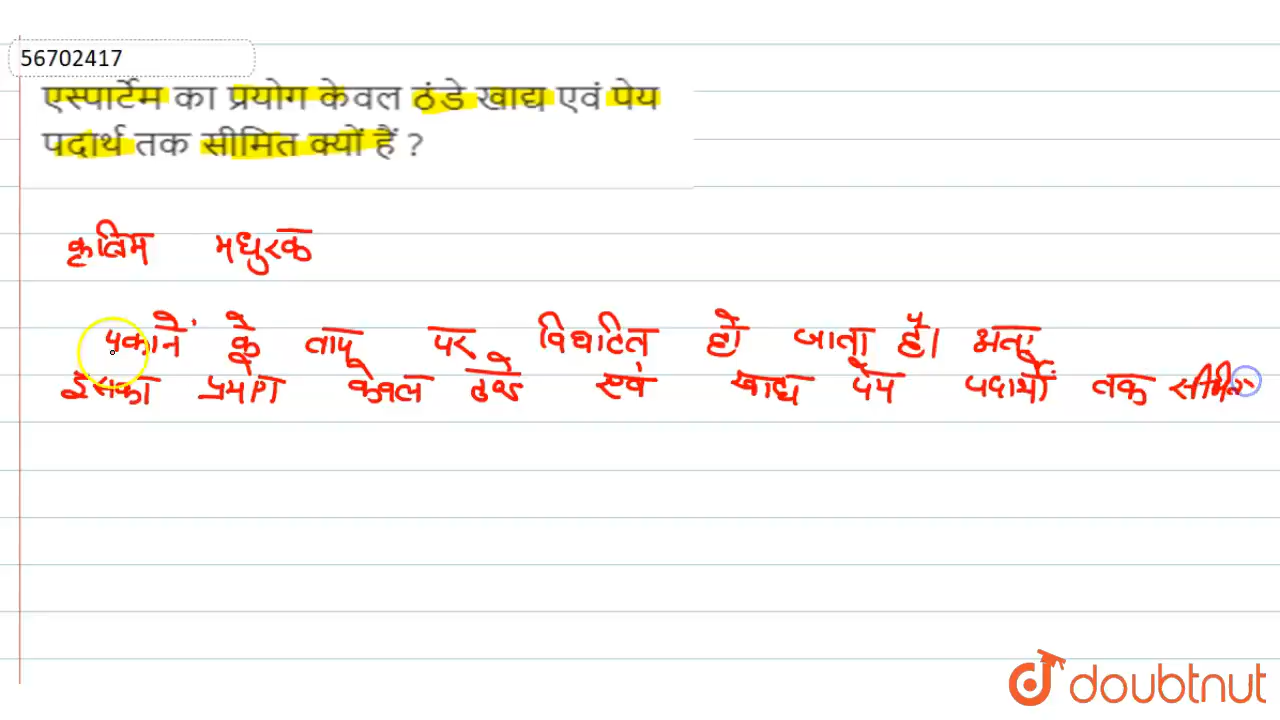 56702417
एस्पार्टेम का प्रयोग केवल ठंडे खाद्य एवं पेय
पदार्थ तक सीमित क्यों हैं ?
कृत्रिम मधुरक
पकाने के ताप पर विघटित हो जाता है। अतः
इसका प्रयोग केवल ठण्डे एवं खाद्य पेय पदार्थों तक सीमित
doubtnut